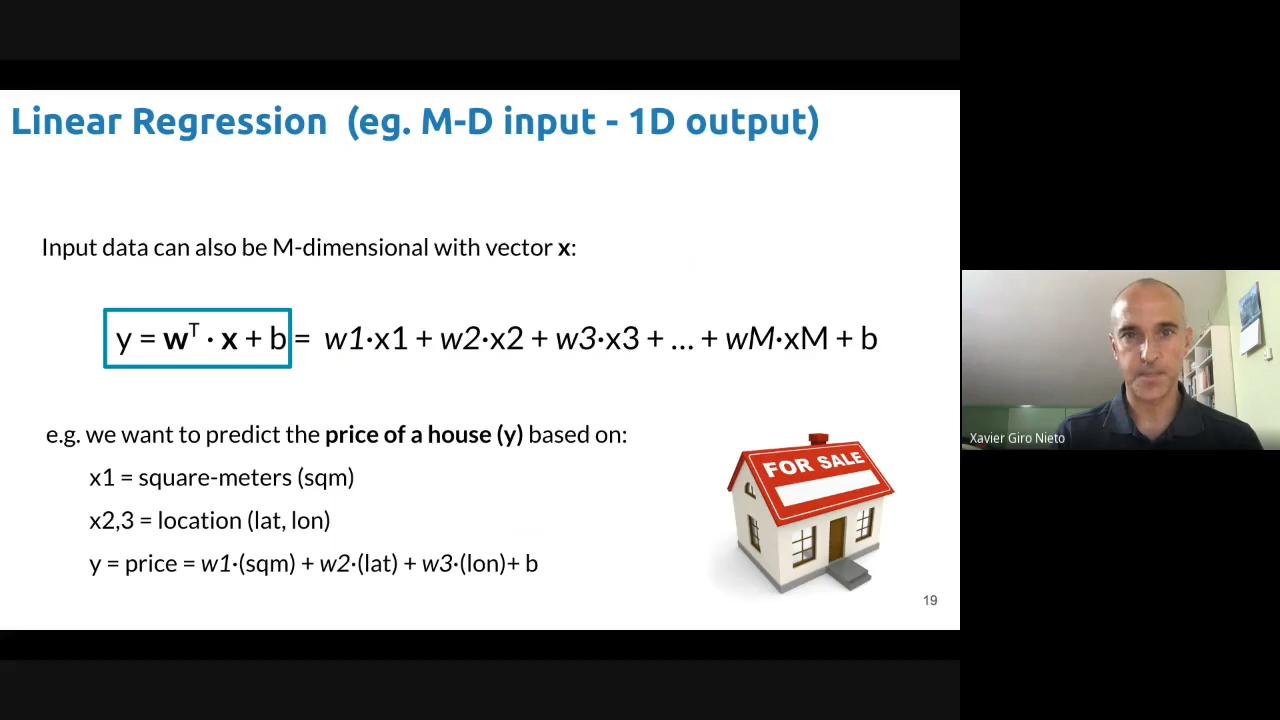 Linear Regression (eg. M-D input - 1D output)
Input data can also be M-dimensional with vector x:
y = wᵀ · x + b = w1·x1 + w2·x2 + w3·x3 + ... + wM·xM + b
e.g. we want to predict the price of a house (y) based on:
x1 = square-meters (sqm)
x2,3 = location (lat, lon)
y = price = w1·(sqm) + w2·(lat) + w3·(lon)+ b
FOR SALE
19
Xavier Giro Nieto